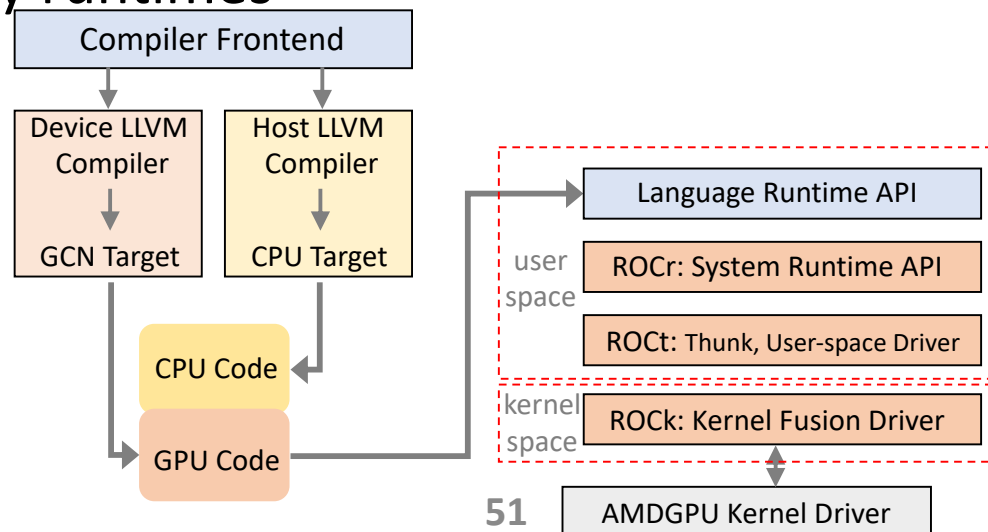 y runtimes
Compiler Frontend
Device LLVM
Compiler
GCN Target
Host LLVM
Compiler
CPU Target
CPU Code
GPU Code
user
space
Language Runtime API
ROCr: System Runtime API
ROCt: Thunk, User-space Driver
kernel
space
ROCk: Kernel Fusion Driver
51
AMDGPU Kernel Driver